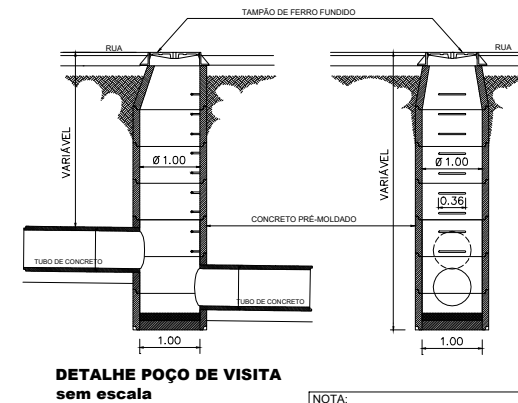 TAMPÃO DE FERRO FUNDIDO
RUA
RUA
VARIÁVEL
Ø 1.00
VARIÁVEL
Ø 1.00
0.36
CONCRETO PRÉ-MOLDADO
TUBO DE CONCRETO
TUBO DE CONCRETO
1.00
1.00
DETALHE POÇO DE VISITA
sem escala
NOTA: